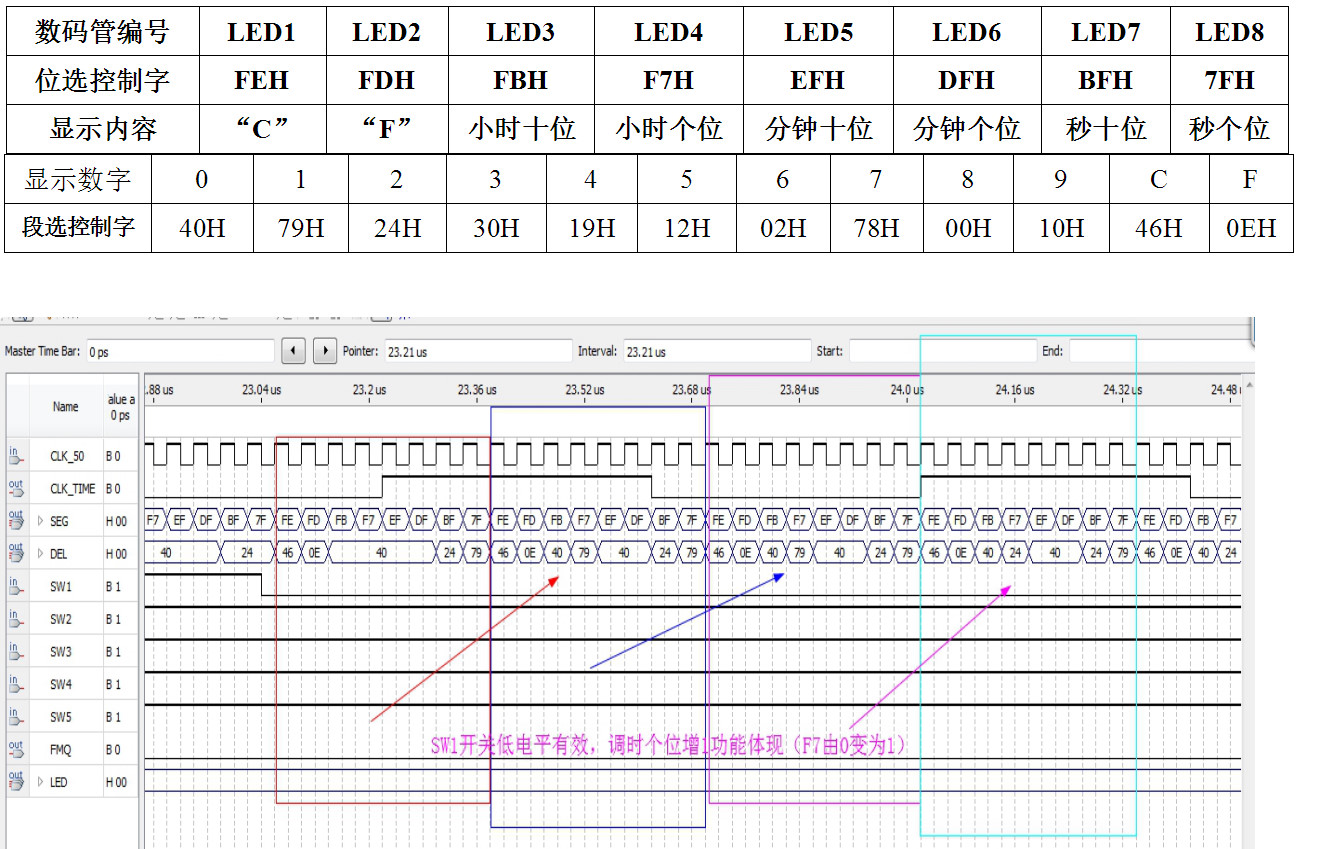 数码管编号 LED1 LED2 LED3 LED4 LED5 LED6 LED7 LED8
位选控制字 FEH FDH FBH F7H EFH DFH BFH 7FH
显示内容 “C” “F” 小时十位 小时个位 分钟十位 分钟个位 秒十位 秒个位
显示数字 0 1 2 3 4 5 6 7 8 9 C F
段选控制字 40H 79H 24H 30H 19H 12H 02H 78H 00H 10H 46H 0EH
Master Time Bar: 0 ps Pointer: 23.21 us Interval: 23.21 us Start: End:
Name alue a 0 ps .88 us 23.04 us 23.2 us 23.36 us 23.52 us 23.68 us 23.84 us 24.0 us 24.16 us 24.32 us 24.48
in CLK_50 B 0
out CLK_TIME B 0
out SEG H 00 F7 EF DF BF 7F FE FD FB F7 EF DF BF 7F FE FD FB F7 EF DF BF 7F FE FD FB F7 EF DF BF 7F FE FD FB F7 EF DF BF 7F FE FD FB F7
out DEL H 00 40 24 46 0E 40 24 79 46 0E 40 79 40 24 79 46 0E 40 79 40 24 79 46 0E 40 24 40 24 79 46 0E 40 24
in SW1 B 1
in SW2 B 1
in SW3 B 1
in SW4 B 1
in SW5 B 1
SW1开关低电平有效，调时个位增1功能体现（F7由0变为1）
out FMQ B 0
out LED H 00